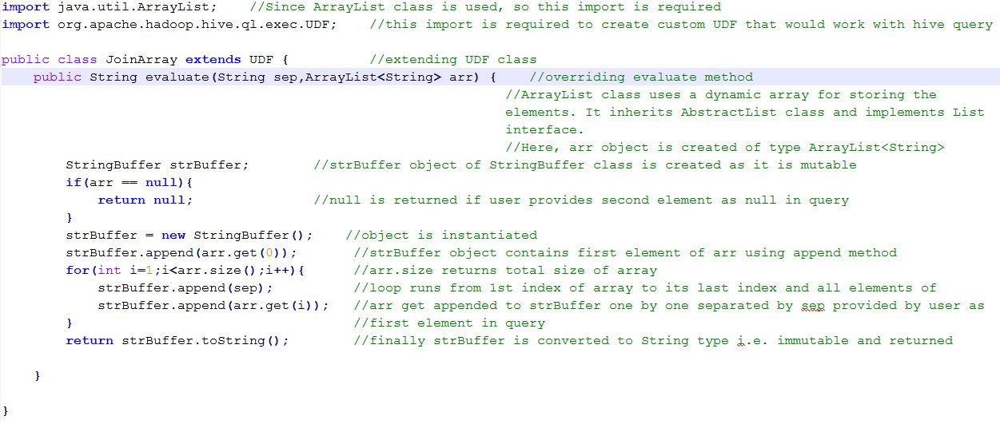 import java.util.ArrayList;    //Since ArrayList class is used, so this import is required
import org.apache.hadoop.hive.ql.exec.UDF;    //this import is required to create custom UDF that would work with hive query
public class JoinArray extends UDF {          //extending UDF class
    public String evaluate(String sep,ArrayList<String> arr) {    //overriding evaluate method
                                                               //ArrayList class uses a dynamic array for storing the
                                                               elements. It inherits AbstractList class and implements List
                                                               interface.
                                                               //Here, arr object is created of type ArrayList<String>
        StringBuffer strBuffer;        //strBuffer object of StringBuffer class is created as it is mutable
        if(arr == null){
            return null;               //null is returned if user provides second element as null in query
        }
        strBuffer = new StringBuffer();    //object is instantiated
        strBuffer.append(arr.get(0));       //strBuffer object contains first element of arr using append method
        for(int i=1;i<arr.size();i++){      //arr.size returns total size of array
            strBuffer.append(sep);          //loop runs from 1st index of array to its last index and all elements of
            strBuffer.append(arr.get(i));   //arr get appended to strBuffer one by one separated by sep provided by user as
        }                                   //first element in query
        return strBuffer.toString();        //finally strBuffer is converted to String type i.e. immutable and returned
    }
}